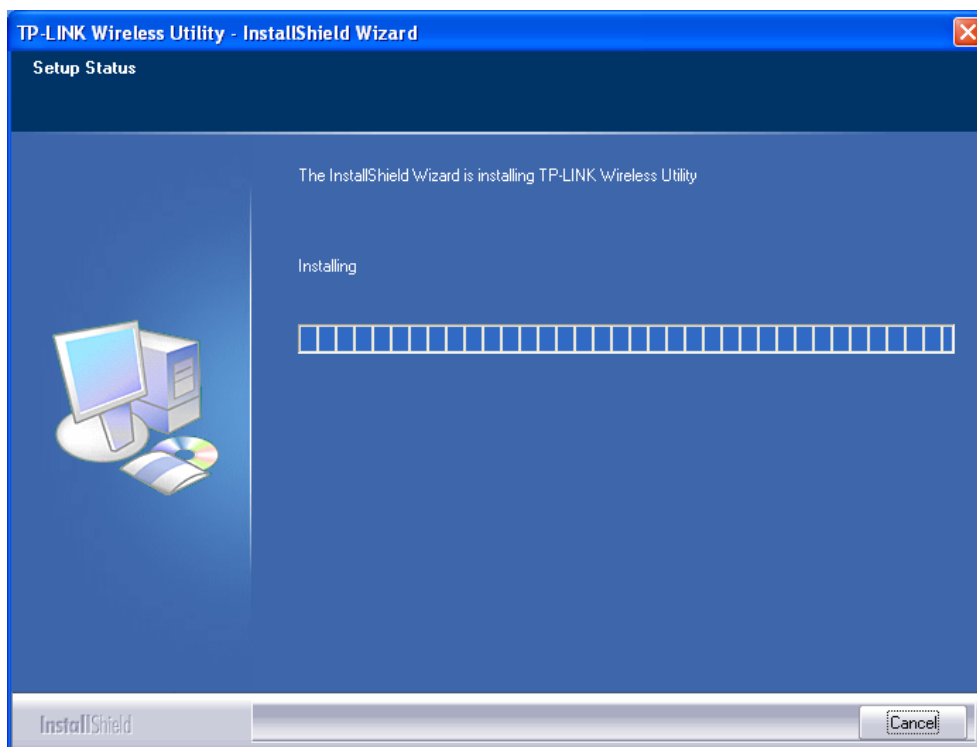 TP-LINK Wireless Utility - InstallShield Wizard
Setup Status
The InstallShield Wizard is installing TP-LINK Wireless Utility
Installing
InstallShield
Cancel